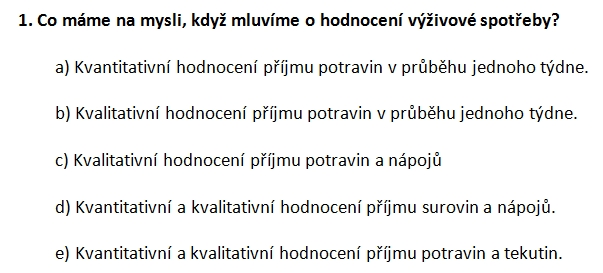 1. Co máme na mysli, když mluvíme o hodnocení výživové spotřeby?
a) Kvantitativní hodnocení příjmu potravin v průběhu jednoho týdne.
b) Kvalitativní hodnocení příjmu potravin v průběhu jednoho týdne.
c) Kvalitativní hodnocení příjmu potravin a nápojů
d) Kvantitativní a kvalitativní hodnocení příjmu surovin a nápojů.
e) Kvantitativní a kvalitativní hodnocení příjmu potravin a tekutin.